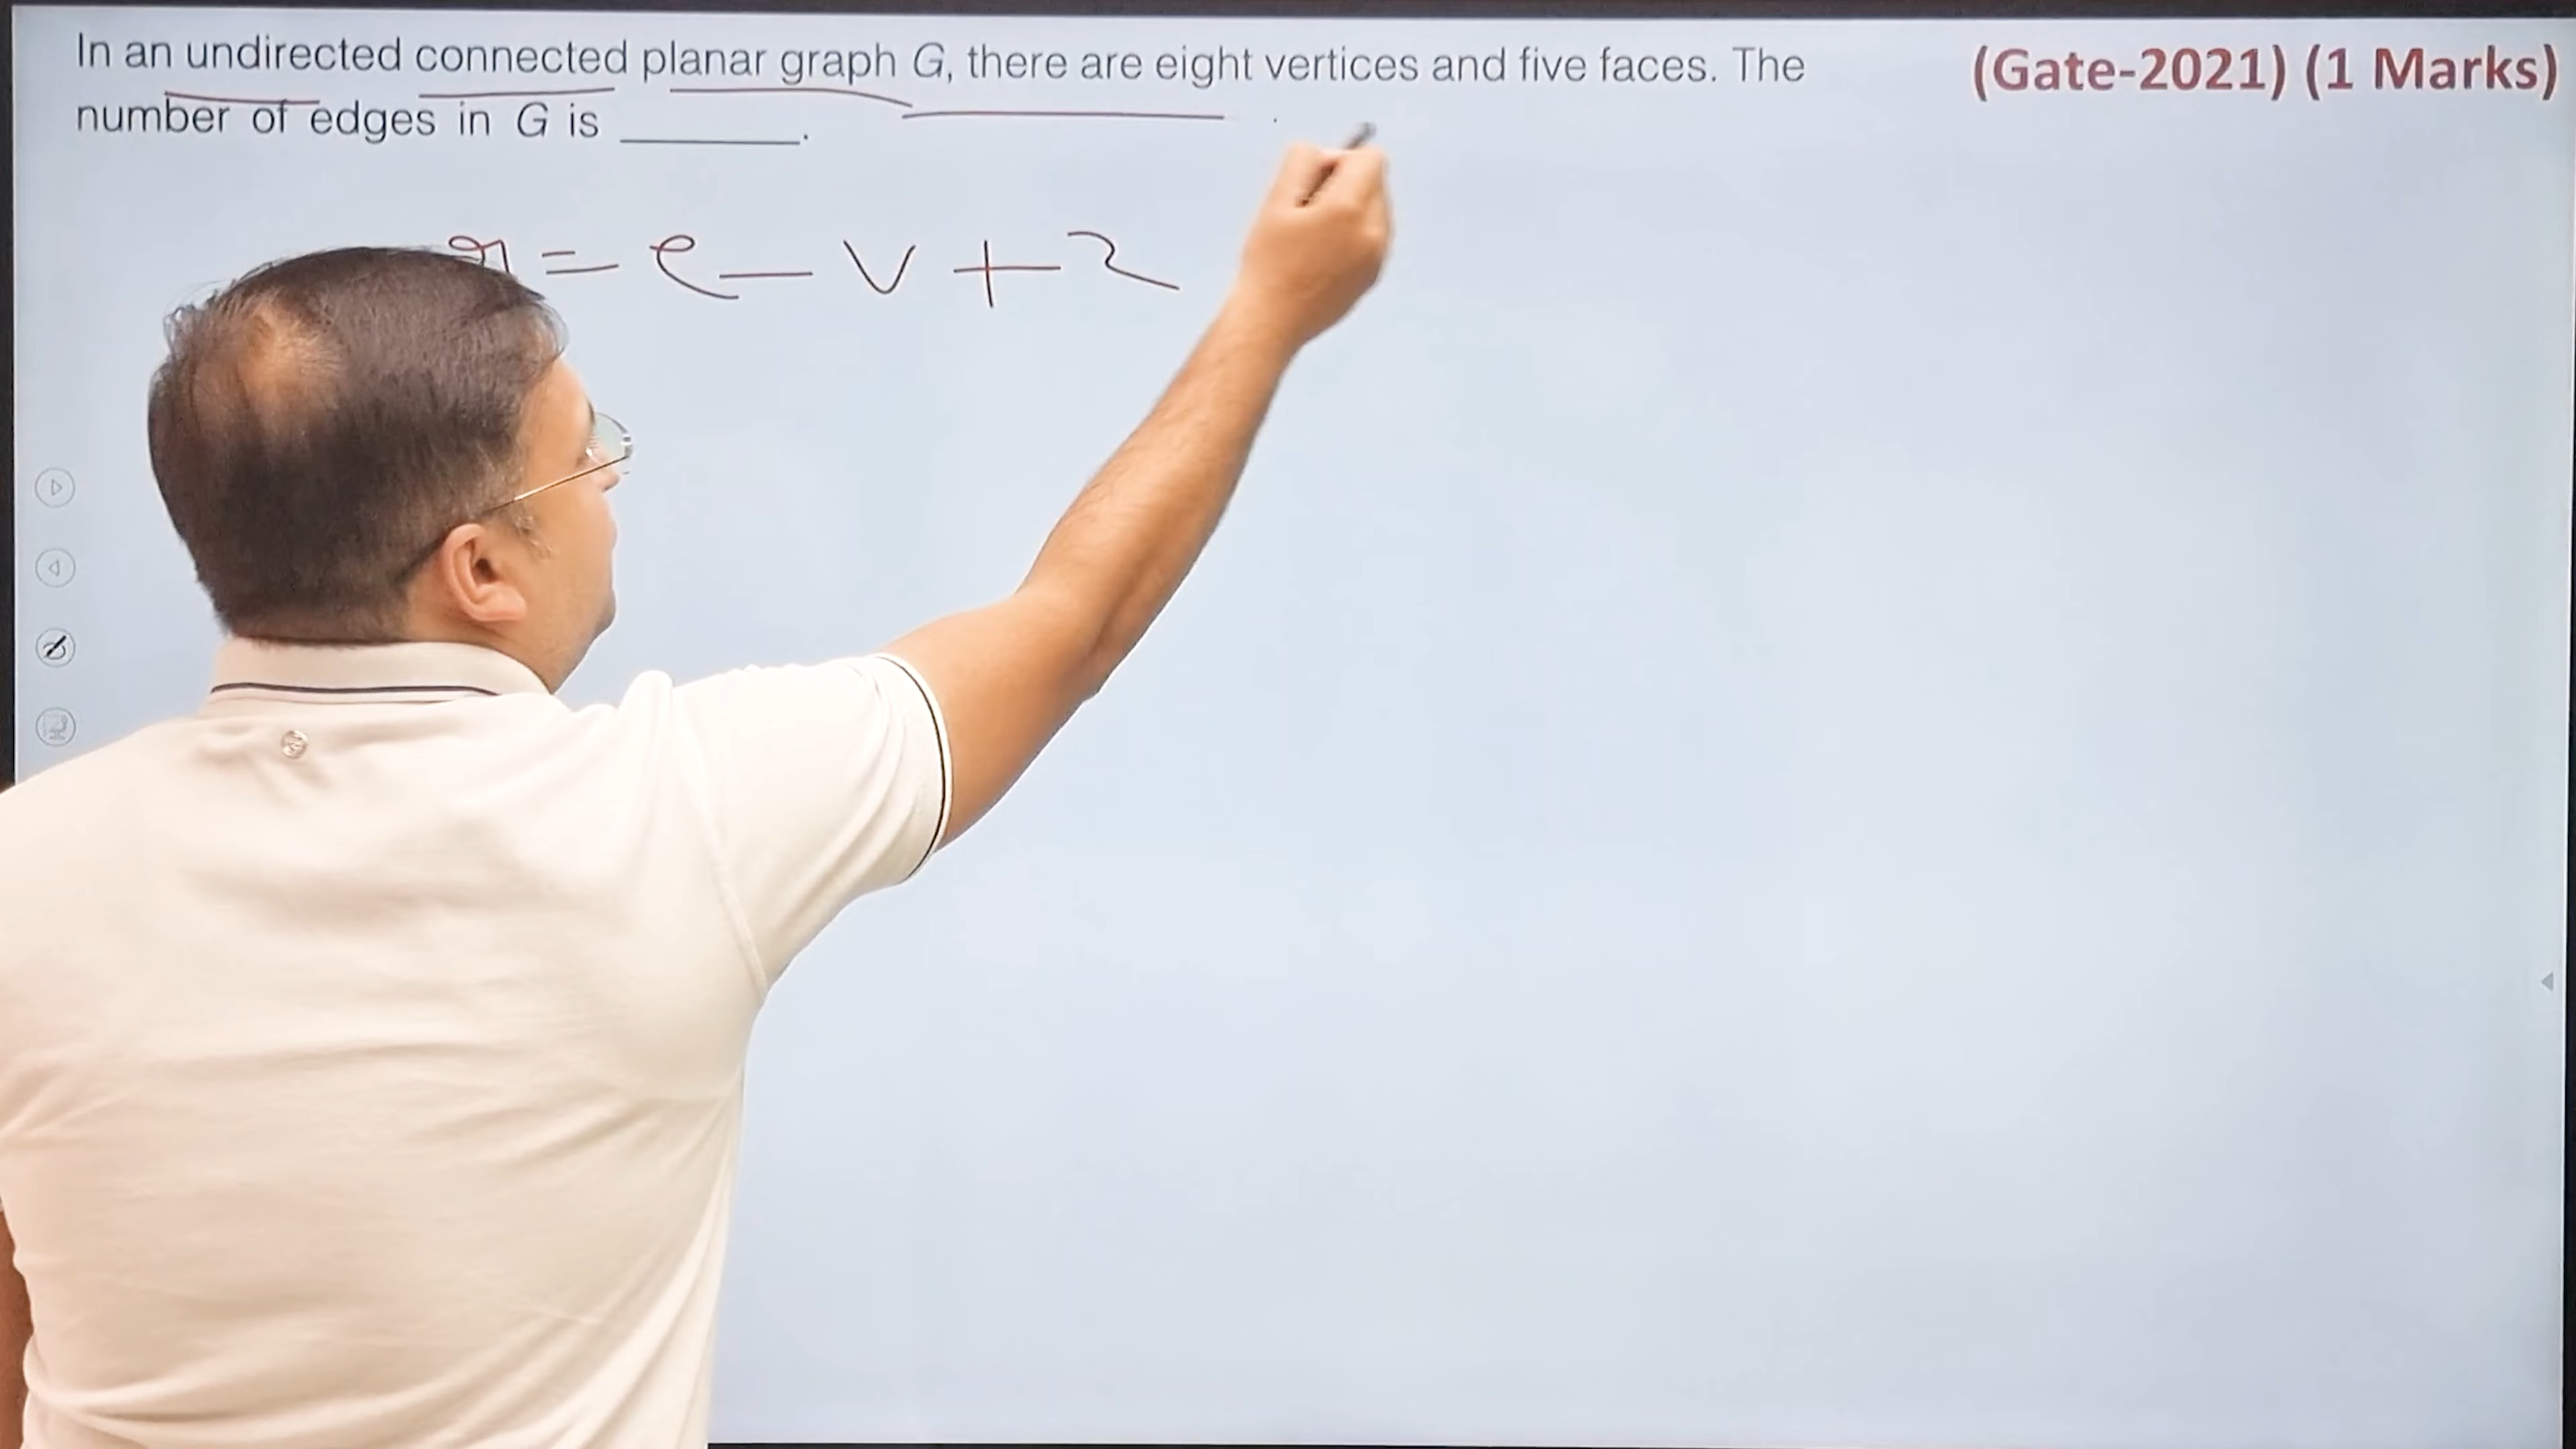 In an undirected connected planar graph G, there are eight vertices and five faces. The
number of edges in G is ________.
(Gate-2021) (1 Marks)
r = e - v + 2